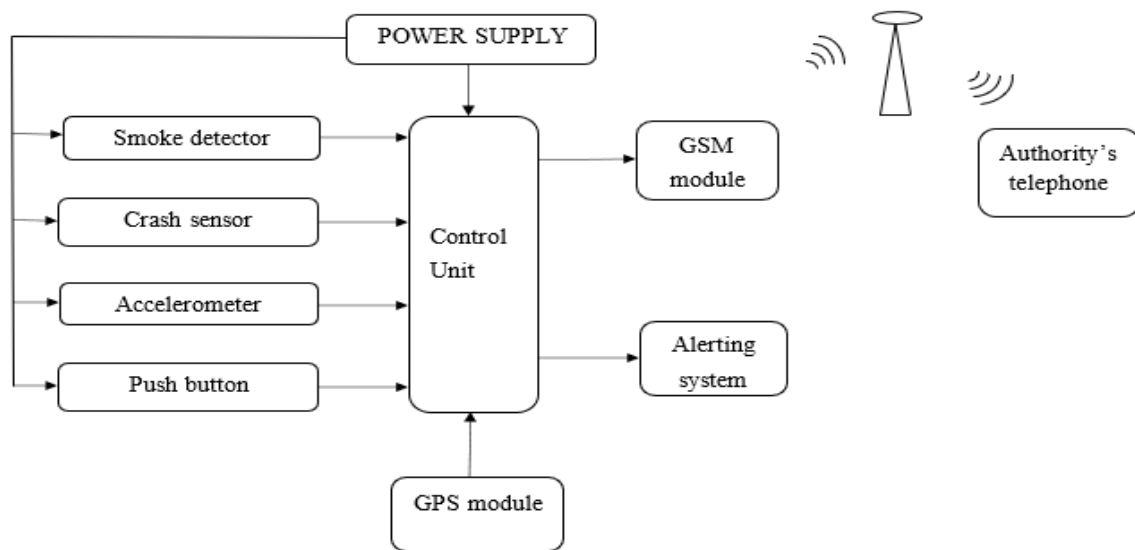 POWER SUPPLY
Smoke detector
Crash sensor
Accelerometer
Push button
Control
Unit
GSM
module
Alerting
system
GPS module
Authority’s
telephone